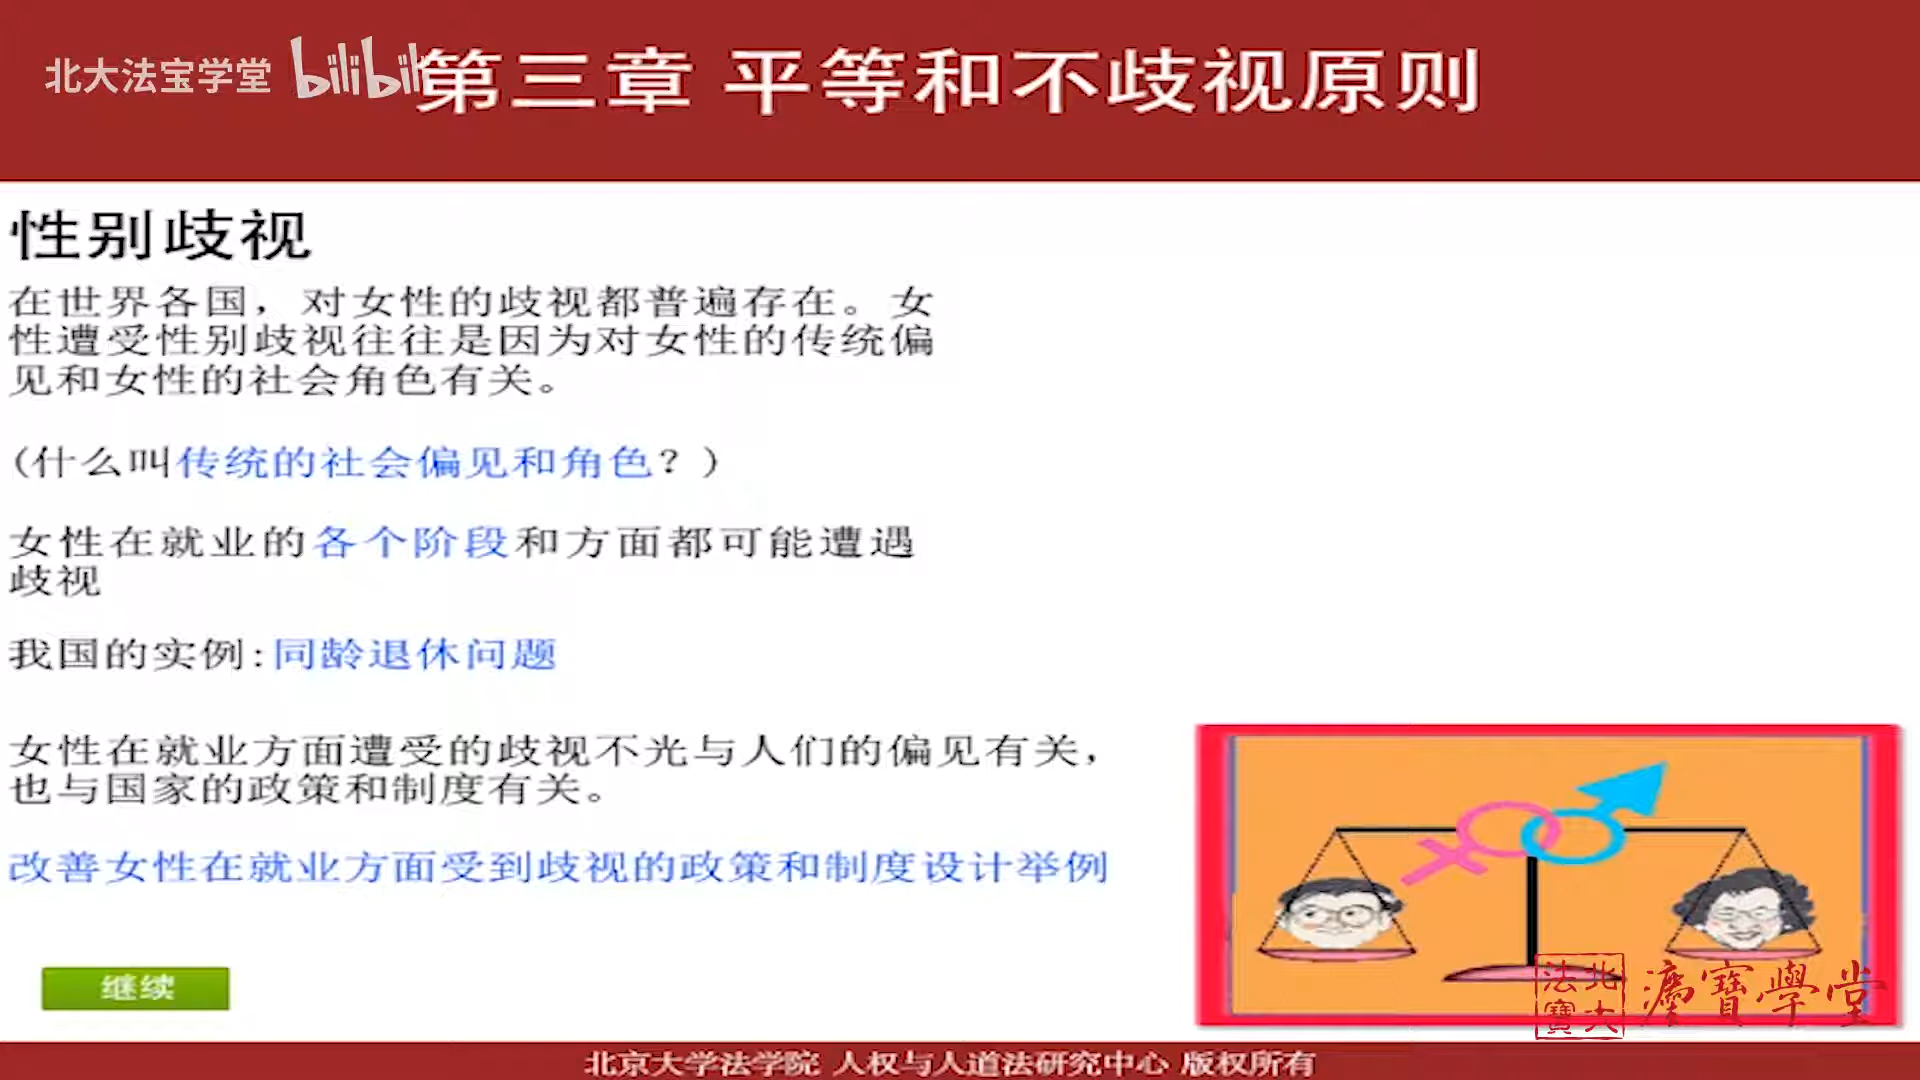 北大法宝学堂 bilibili
第三章 平等和不歧视原则
性别歧视
在世界各国，对女性的歧视都普遍存在。女
性遭受性别歧视往往是因为对女性的传统偏
见和女性的社会角色有关。
(什么叫传统的社会偏见和角色？)
女性在就业的各个阶段和方面都可能遭遇
歧视
我国的实例:同龄退休问题
女性在就业方面遭受的歧视不光与人们的偏见有关，
也与国家的政策和制度有关。
改善女性在就业方面受到歧视的政策和制度设计举例
继续
北大法寶
灋寶學堂
北京大学法学院 人权与人道法研究中心 版权所有